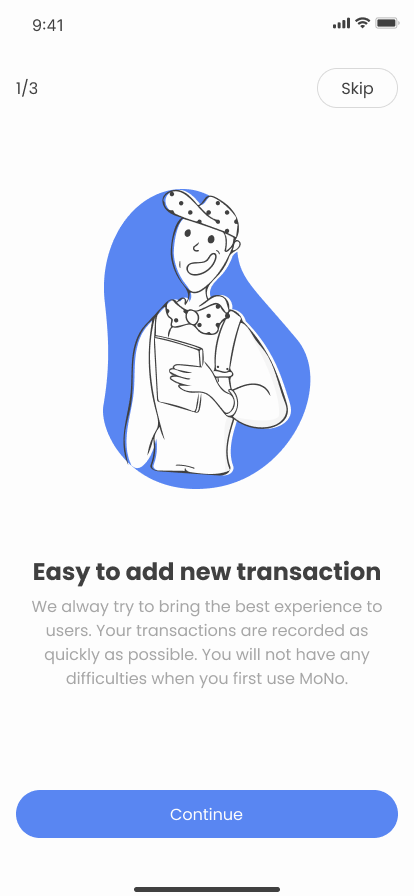 9:41
1/3
Skip
Easy to add new transaction
We alway try to bring the best experience to
users. Your transactions are recorded as
quickly as possible. You will not have any
difficulties when you first use MoNo.
Continue